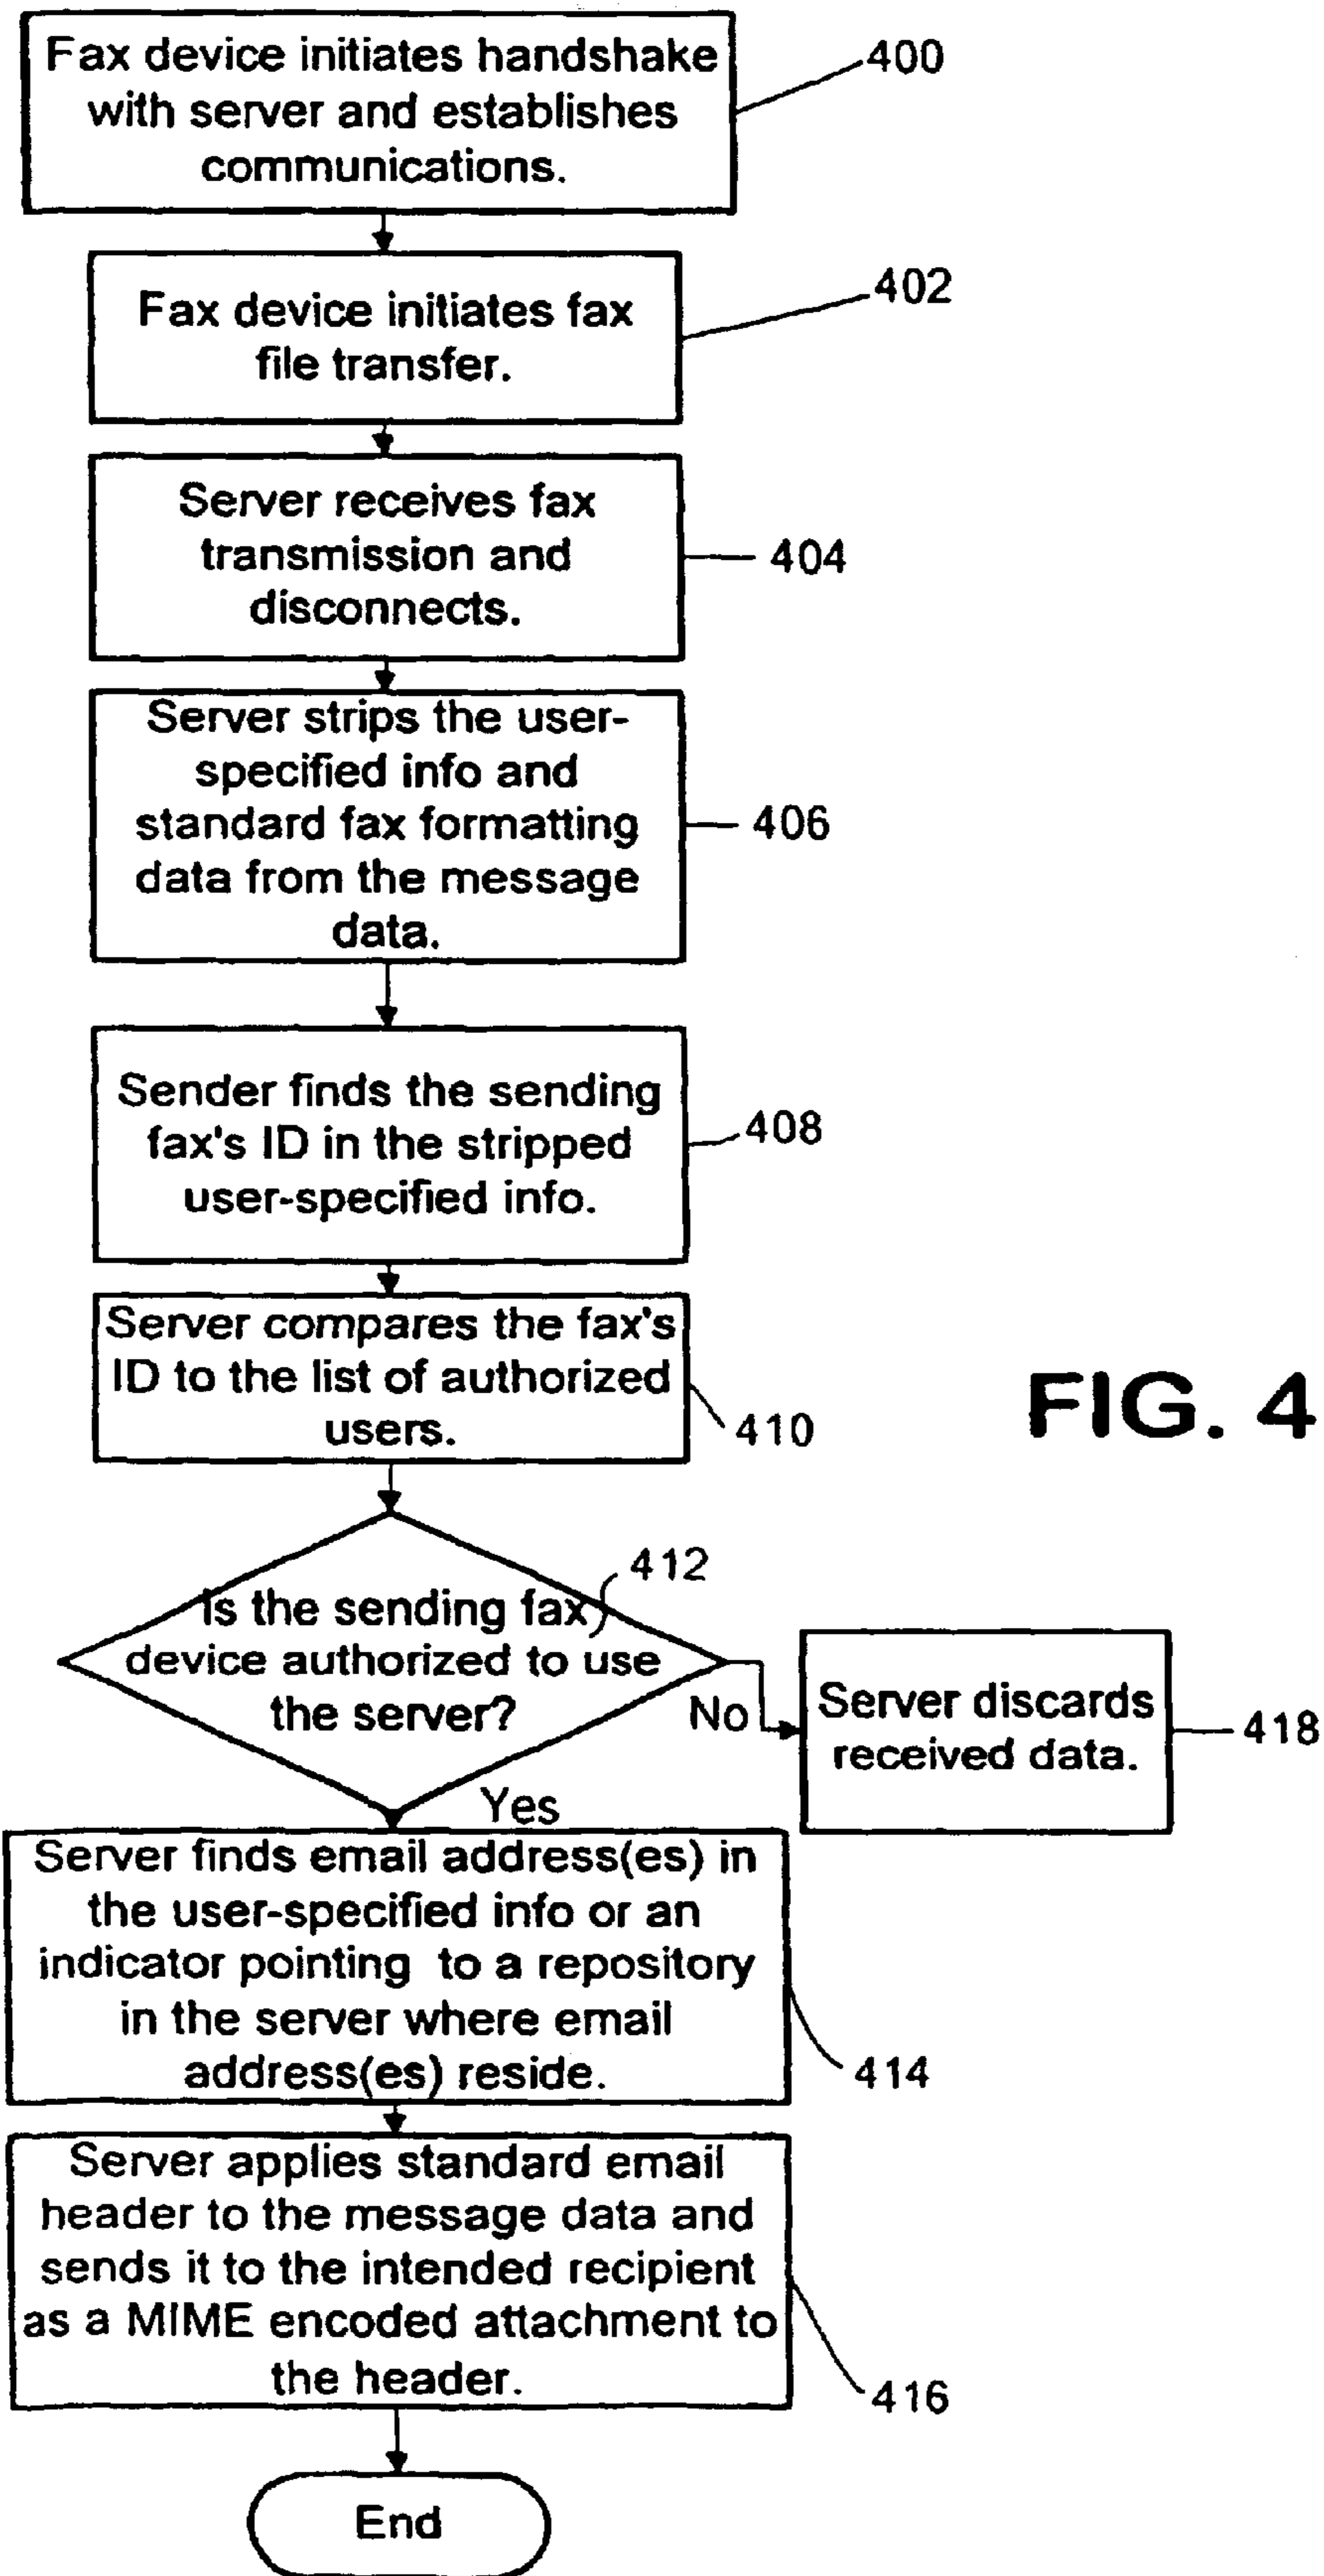 Fax device initiates handshake
with server and establishes
communications.
400
Fax device initiates fax
file transfer.
402
Server receives fax
transmission and
disconnects.
404
Server strips the user-
specified info and
standard fax formatting
data from the message
data.
406
Sender finds the sending
fax's ID in the stripped
user-specified info.
408
Server compares the fax's
ID to the list of authorized
users.
410
FIG. 4
Is the sending fax
device authorized to use
the server?
412
No
Server discards
received data.
418
Yes
Server finds email address(es) in
the user-specified info or an
indicator pointing to a repository
in the server where email
address(es) reside.
414
Server applies standard email
header to the message data and
sends it to the intended recipient
as a MIME encoded attachment to
the header.
416
End